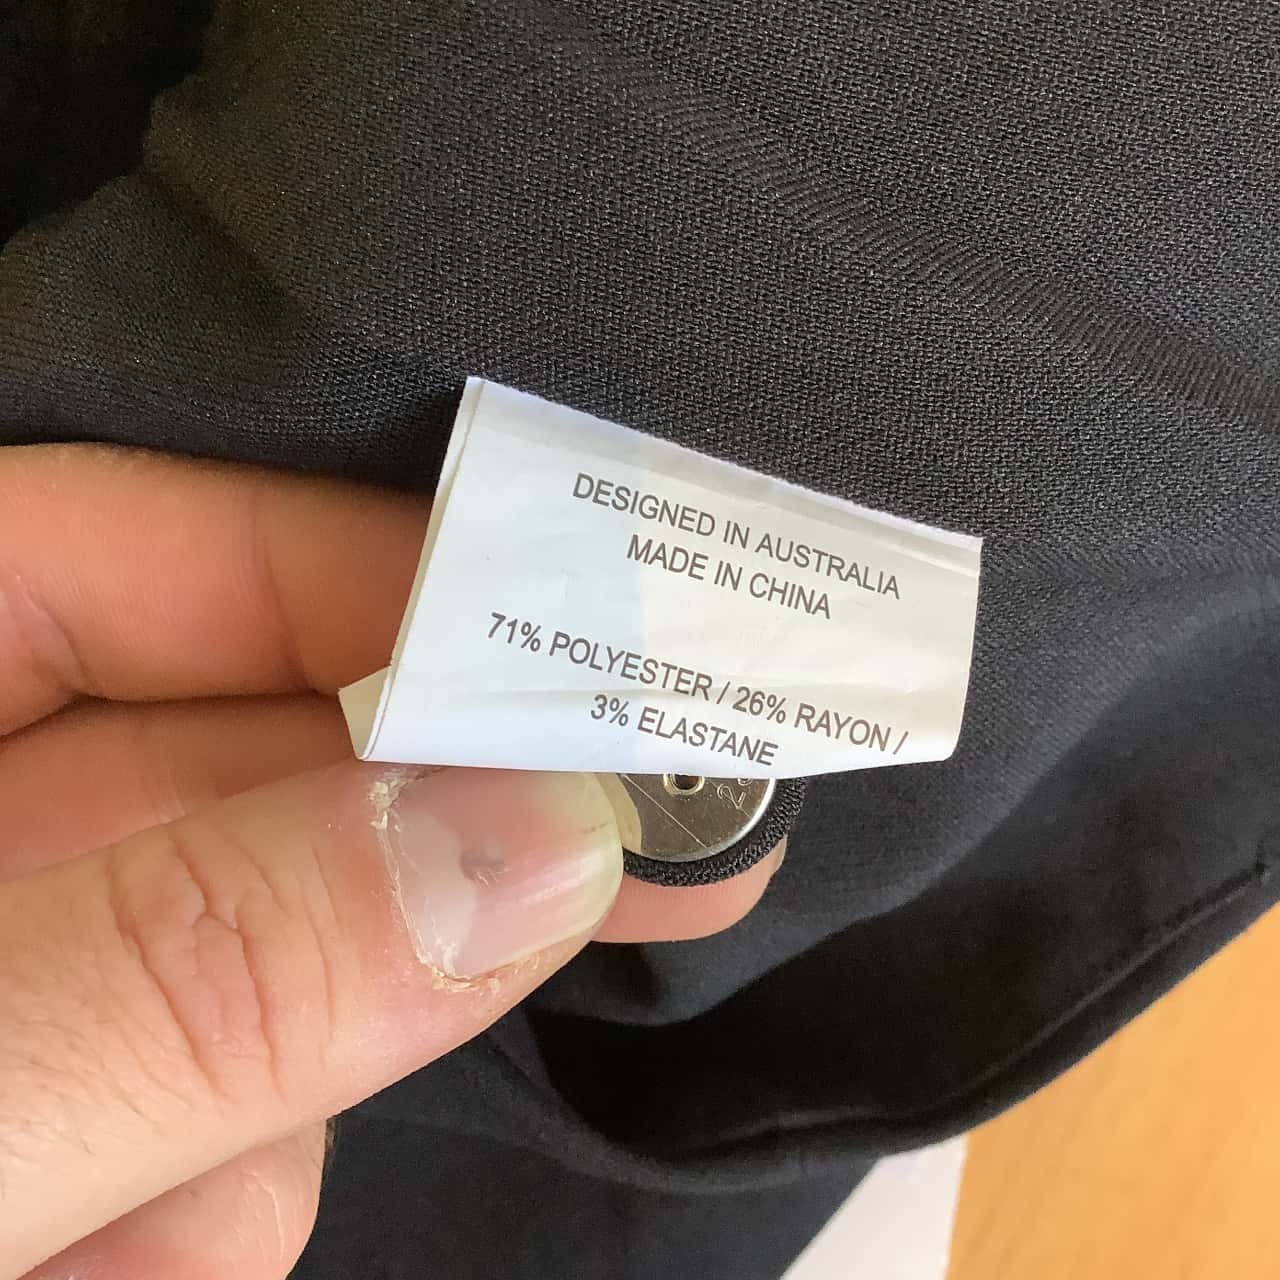 DESIGNED IN AUSTRALIA
MADE IN CHINA
71% POLYESTER / 26% RAYON /
3% ELASTANE